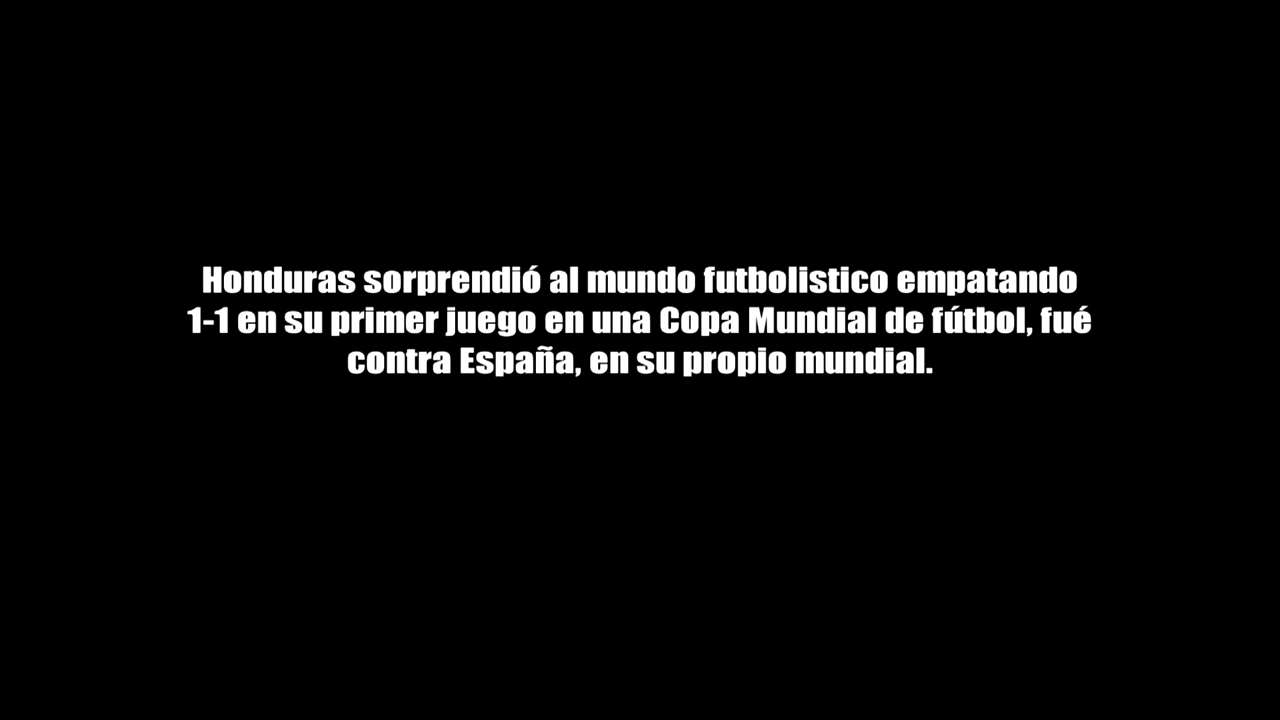 Honduras sorprendió al mundo futbolistico empatando
1-1 en su primer juego en una Copa Mundial de fútbol, fué
contra España, en su propio mundial.